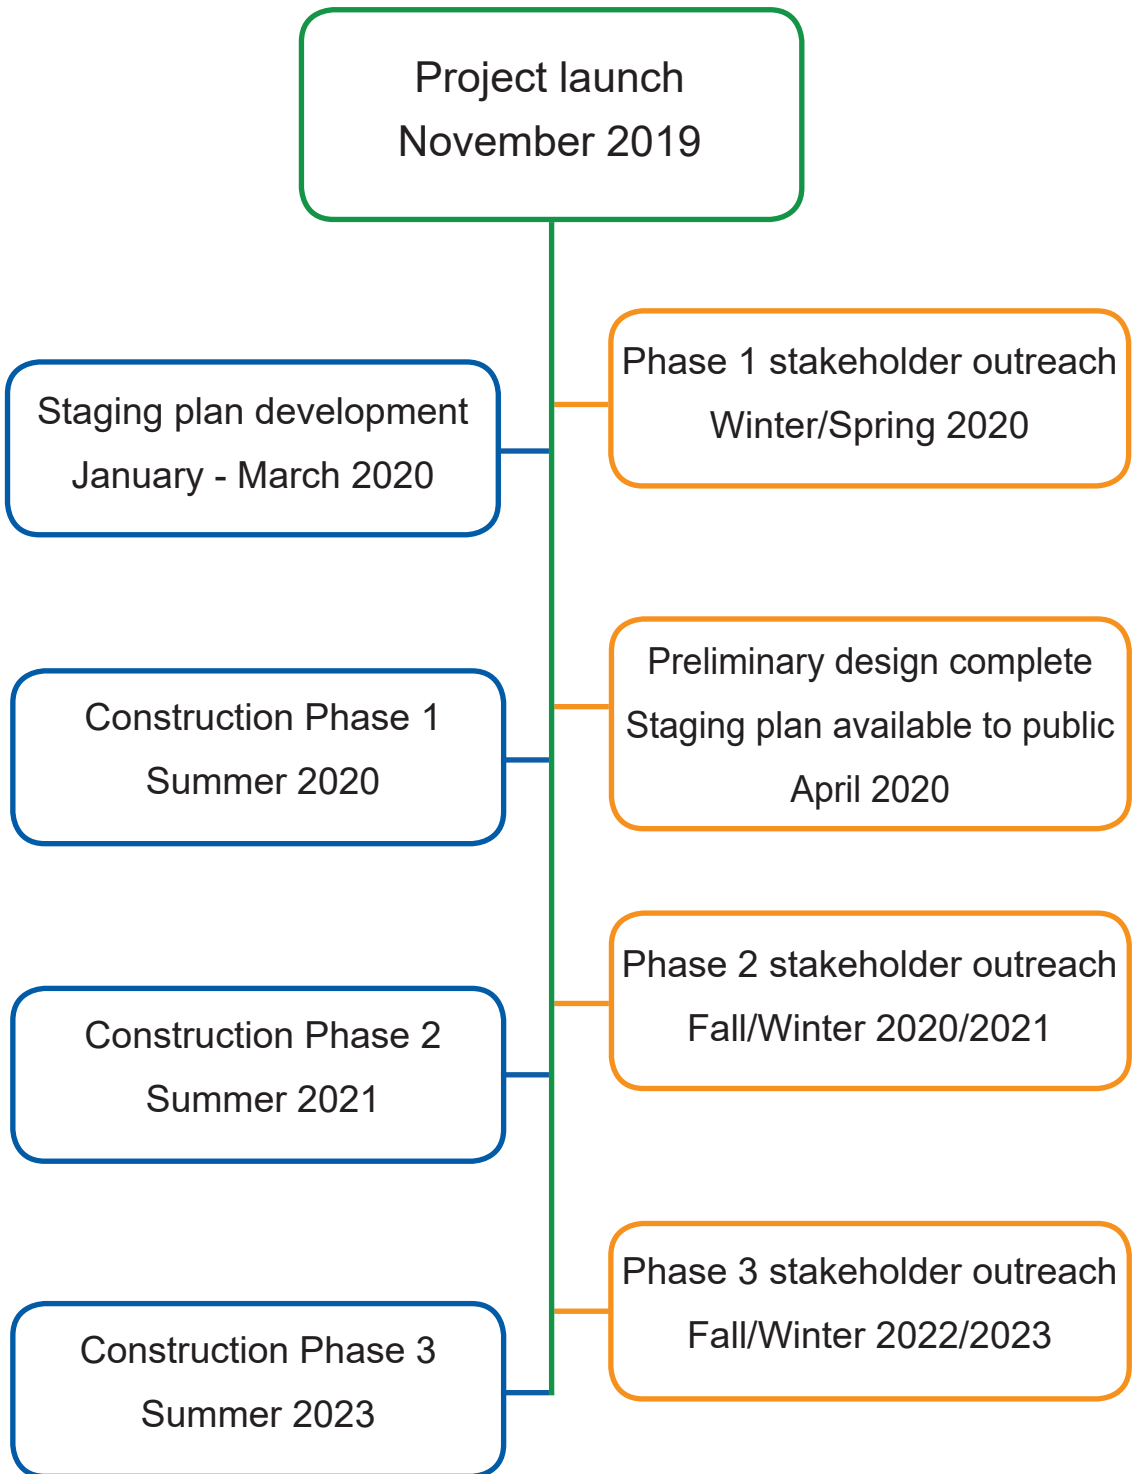 Project launch
November 2019
Phase 1 stakeholder outreach
Winter/Spring 2020
Staging plan development
January - March 2020
Preliminary design complete
Staging plan available to public
April 2020
Construction Phase 1
Summer 2020
Phase 2 stakeholder outreach
Fall/Winter 2020/2021
Construction Phase 2
Summer 2021
Phase 3 stakeholder outreach
Fall/Winter 2022/2023
Construction Phase 3
Summer 2023